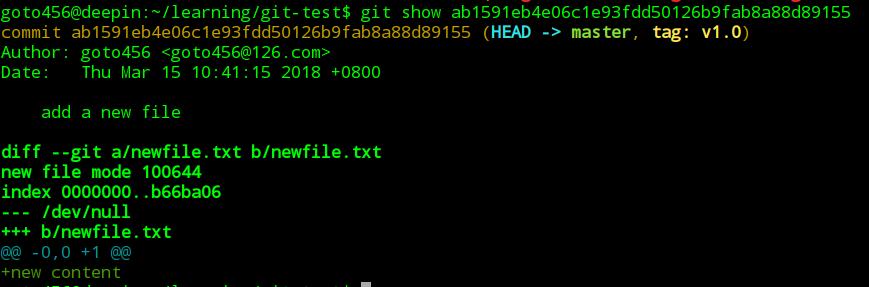 goto456@deepin:~/learning/git-test$ git show ab1591eb4e06c1e93fdd50126b9fab8a88d89155
commit ab1591eb4e06c1e93fdd50126b9fab8a88d89155 (HEAD -> master, tag: v1.0)
Author: goto456 <goto456@126.com>
Date:   Thu Mar 15 10:41:15 2018 +0800
    add a new file
diff --git a/newfile.txt b/newfile.txt
new file mode 100644
index 0000000..b66ba06
--- /dev/null
+++ b/newfile.txt
@@ -0,0 +1 @@
+new content